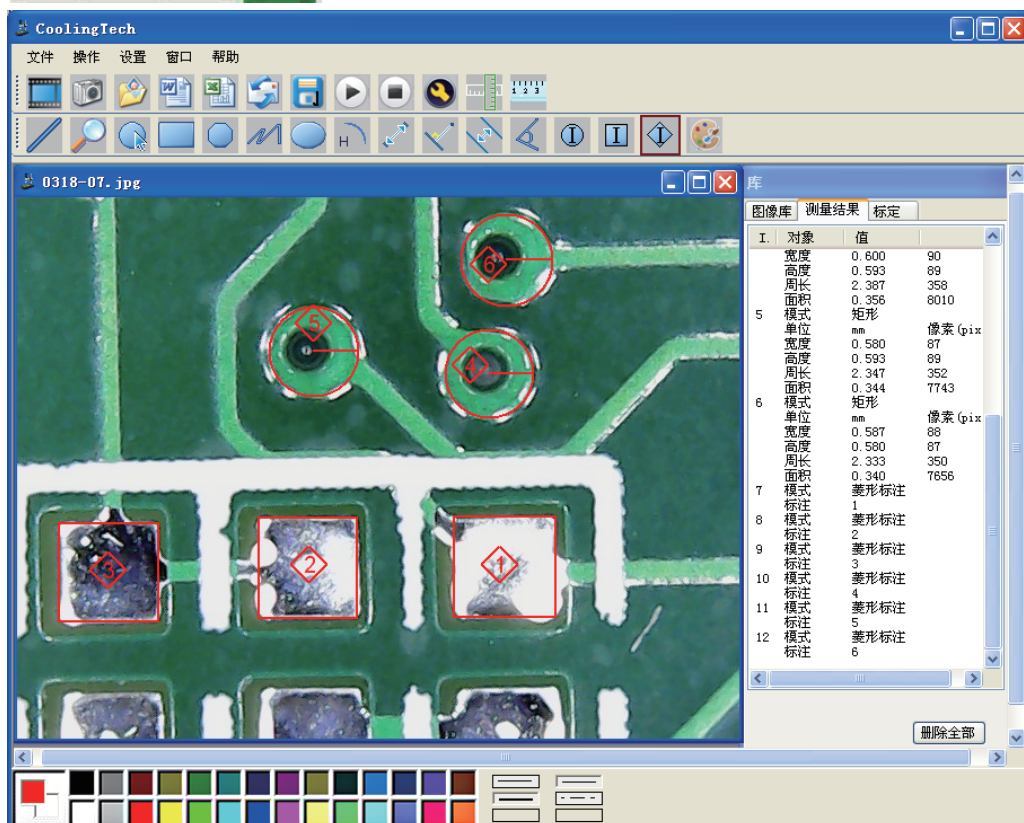 CoolingTech
文件 操作 设置 窗口 帮助
1 2 3
H
0318-07.jpg
6
5
4
3
2
1
库
图像库 测量结果 标定
I. 对象 值
宽度 0.600 90
高度 0.593 89
周长 2.387 358
面积 0.356 8010
5 模式 矩形
单位 mm 像素(pix
宽度 0.580 87
高度 0.593 89
周长 2.347 352
面积 0.344 7743
6 模式 矩形
单位 mm 像素(pix
宽度 0.587 88
高度 0.580 87
周长 2.333 350
面积 0.340 7656
7 模式 菱形标注
标注 1
8 模式 菱形标注
标注 2
9 模式 菱形标注
标注 3
10 模式 菱形标注
标注 4
11 模式 菱形标注
标注 5
12 模式 菱形标注
标注 6
删除全部